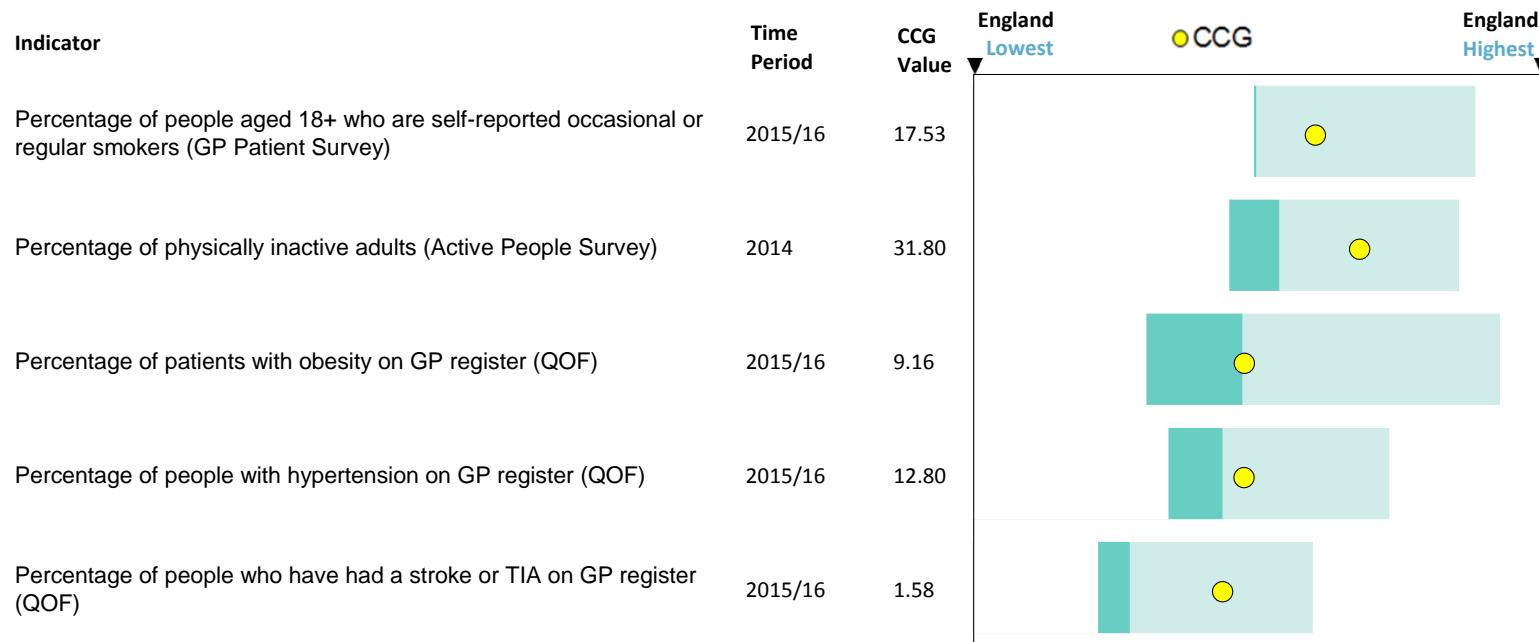 Indicator
Time
Period
CCG
Value
England
Lowest
CCG
England
Highest
Percentage of people aged 18+ who are self-reported occasional or
regular smokers (GP Patient Survey)
2015/16
17.53
Percentage of physically inactive adults (Active People Survey)
2014
31.80
Percentage of patients with obesity on GP register (QOF)
2015/16
9.16
Percentage of people with hypertension on GP register (QOF)
2015/16
12.80
Percentage of people who have had a stroke or TIA on GP register
(QOF)
2015/16
1.58